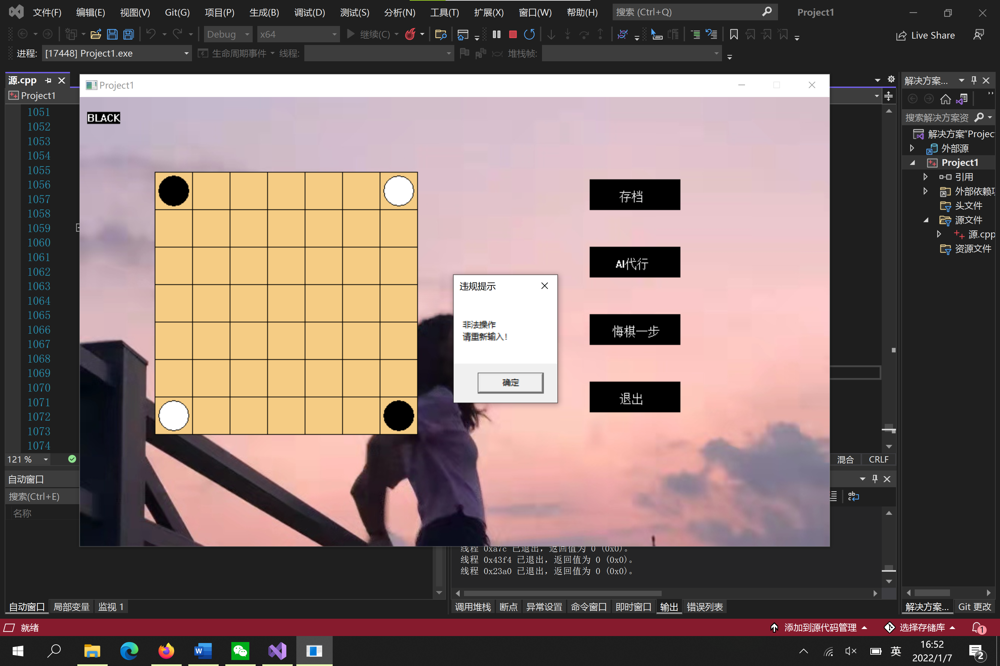 文件(F) 编辑(E) 视图(V) Git(G) 项目(P) 生成(B) 调试(D) 测试(S) 分析(N) 工具(T) 扩展(X) 窗口(W) 帮助(H) 搜索 (Ctrl+Q) Project1
Debug x64 继续(C) Live Share
进程: [17448] Project1.exe 生命周期事件 线程: 堆栈帧:
源.cpp
Project1
Project1
BLACK
1051
1052
1053
1054
1055
1056
1057
1058
1059
1060
1061
1062
1063
1064
1065
1066
1067
1068
1069
1070
1071
1072
1073
1074
存档
AI代行
悔棋一步
退出
违规提示
非法操作
请重新输入!
确定
解决方案...
搜索解决方案资
解决方案“Projec
外部源
Project1
引用
外部依赖项
头文件
源文件
源.cpp
资源文件
121 % 混合 CRLF
自动窗口
搜索(Ctrl+E)
名称
线程 0xa7c 已退出，返回值为 0 (0x0)。
线程 0x43f4 已退出，返回值为 0 (0x0)。
线程 0x23a0 已退出，返回值为 0 (0x0)。
自动窗口 局部变量 监视 1 调用堆栈 断点 异常设置 命令窗口 即时窗口 输出 错误列表 解决方案... Git 更改
就绪 添加到源代码管理 选择存储库 1
英 16:52
2022/1/7 2